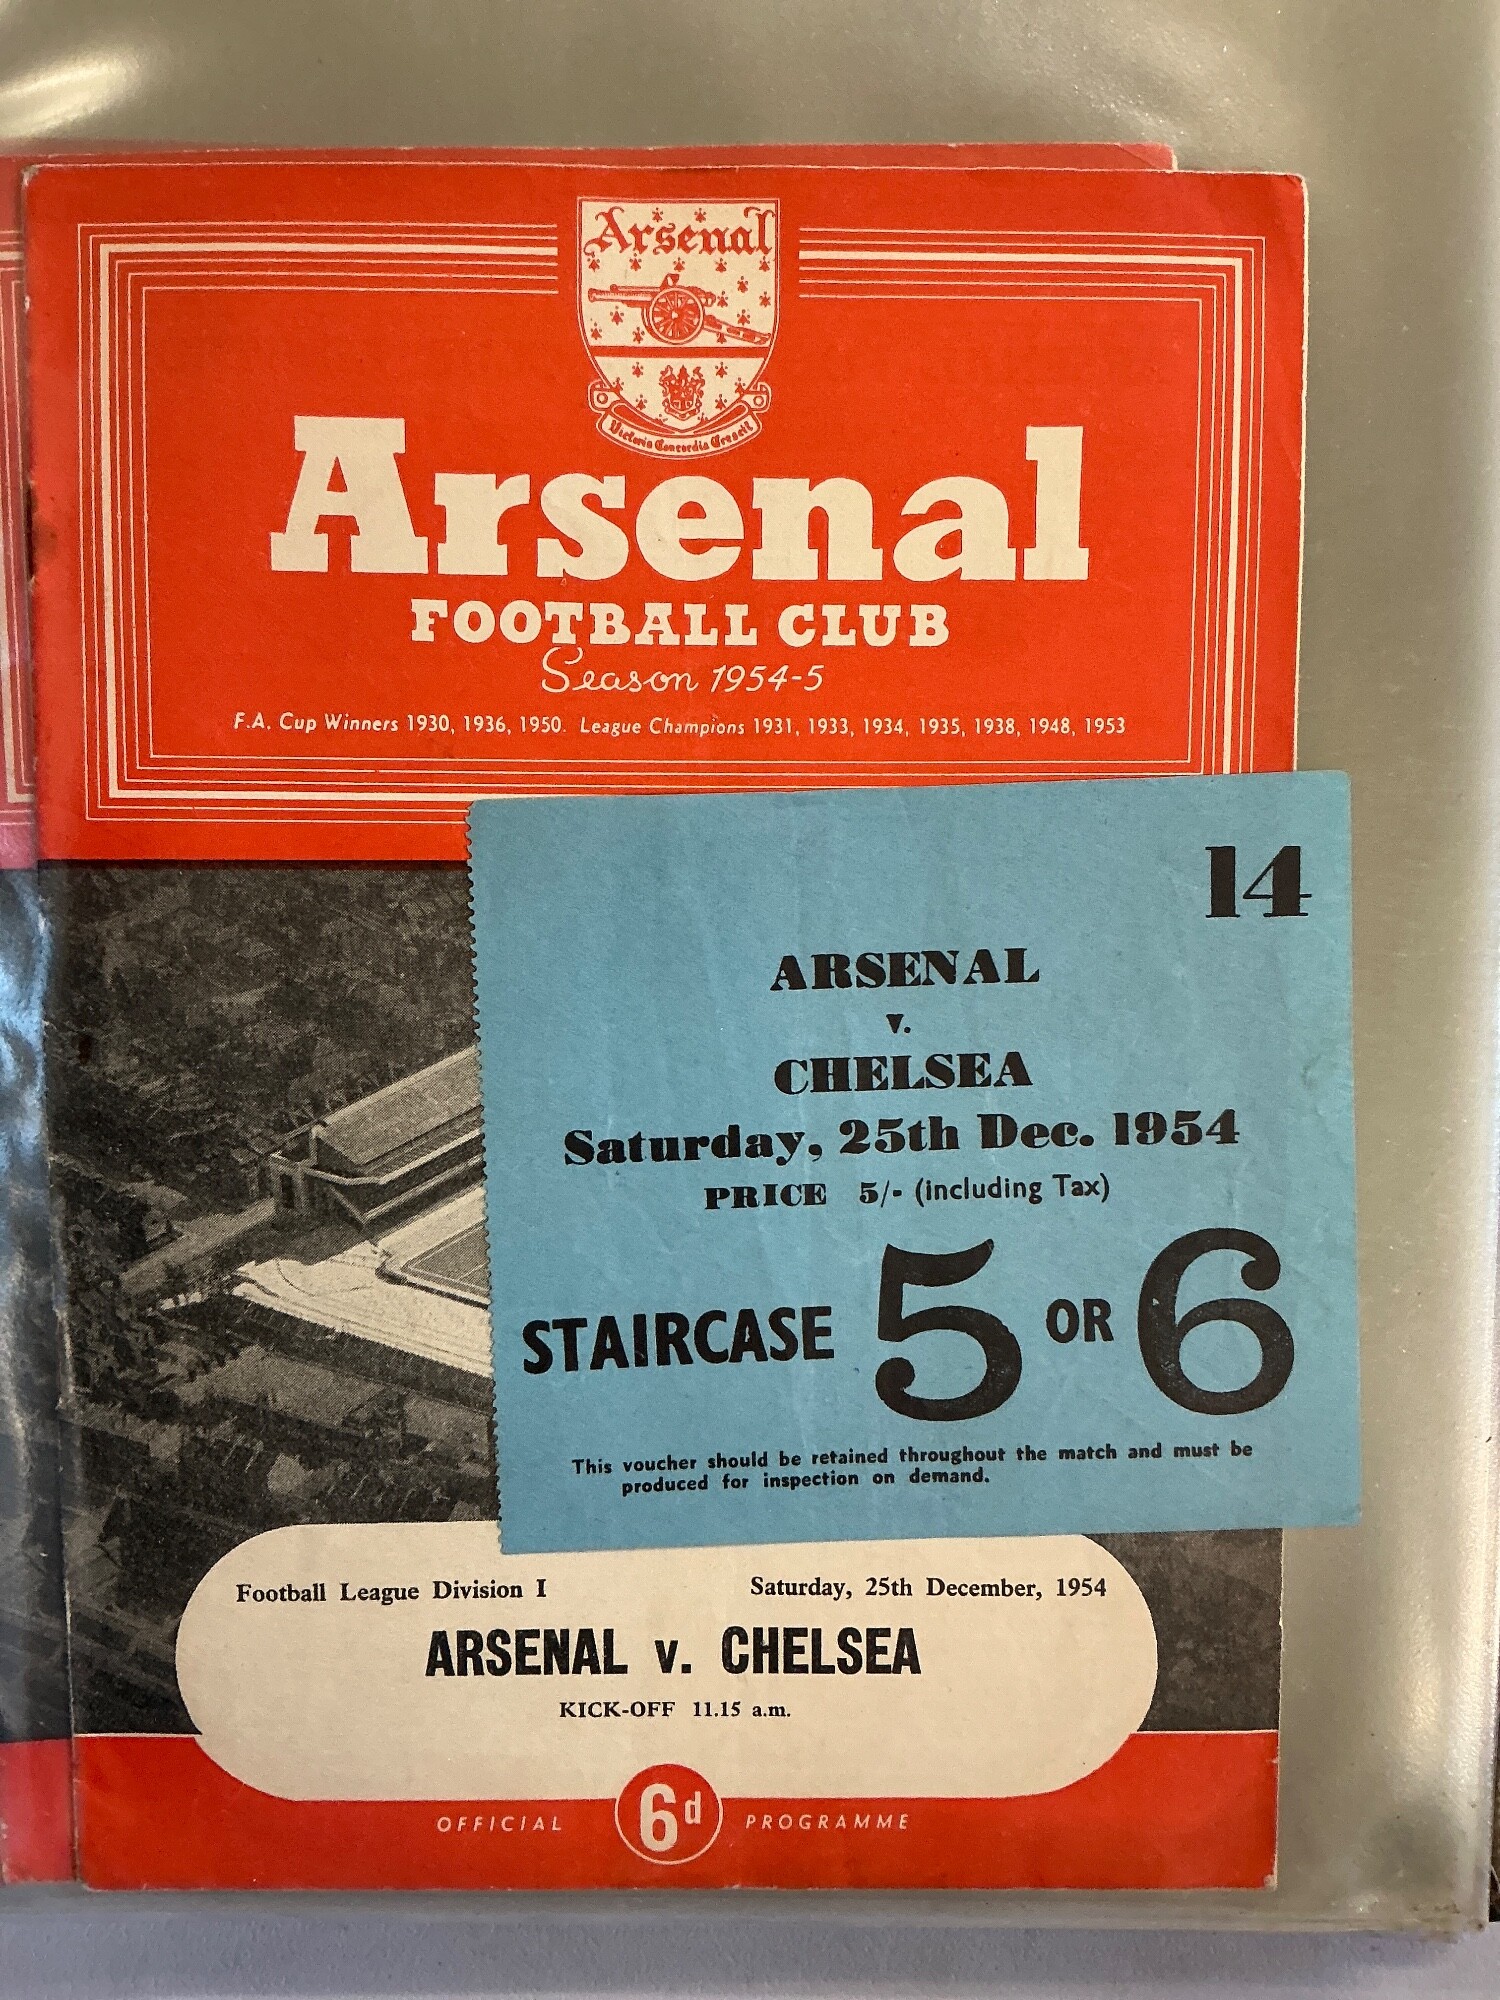 Arsenal
Victoria Concordia Crescit
Arsenal
FOOTBALL CLUB
Season 1954-5
F.A. Cup Winners 1930, 1936, 1950. League Champions 1931, 1933, 1934, 1935, 1938, 1948, 1953
14
ARSENAL
v.
CHELSEA
Saturday, 25th Dec. 1954
PRICE 5/- (including Tax)
STAIRCASE 5 OR 6
This voucher should be retained throughout the match and must be
produced for inspection on demand.
Football League Division I Saturday, 25th December, 1954
ARSENAL v. CHELSEA
KICK-OFF 11.15 a.m.
OFFICIAL 6d PROGRAMME